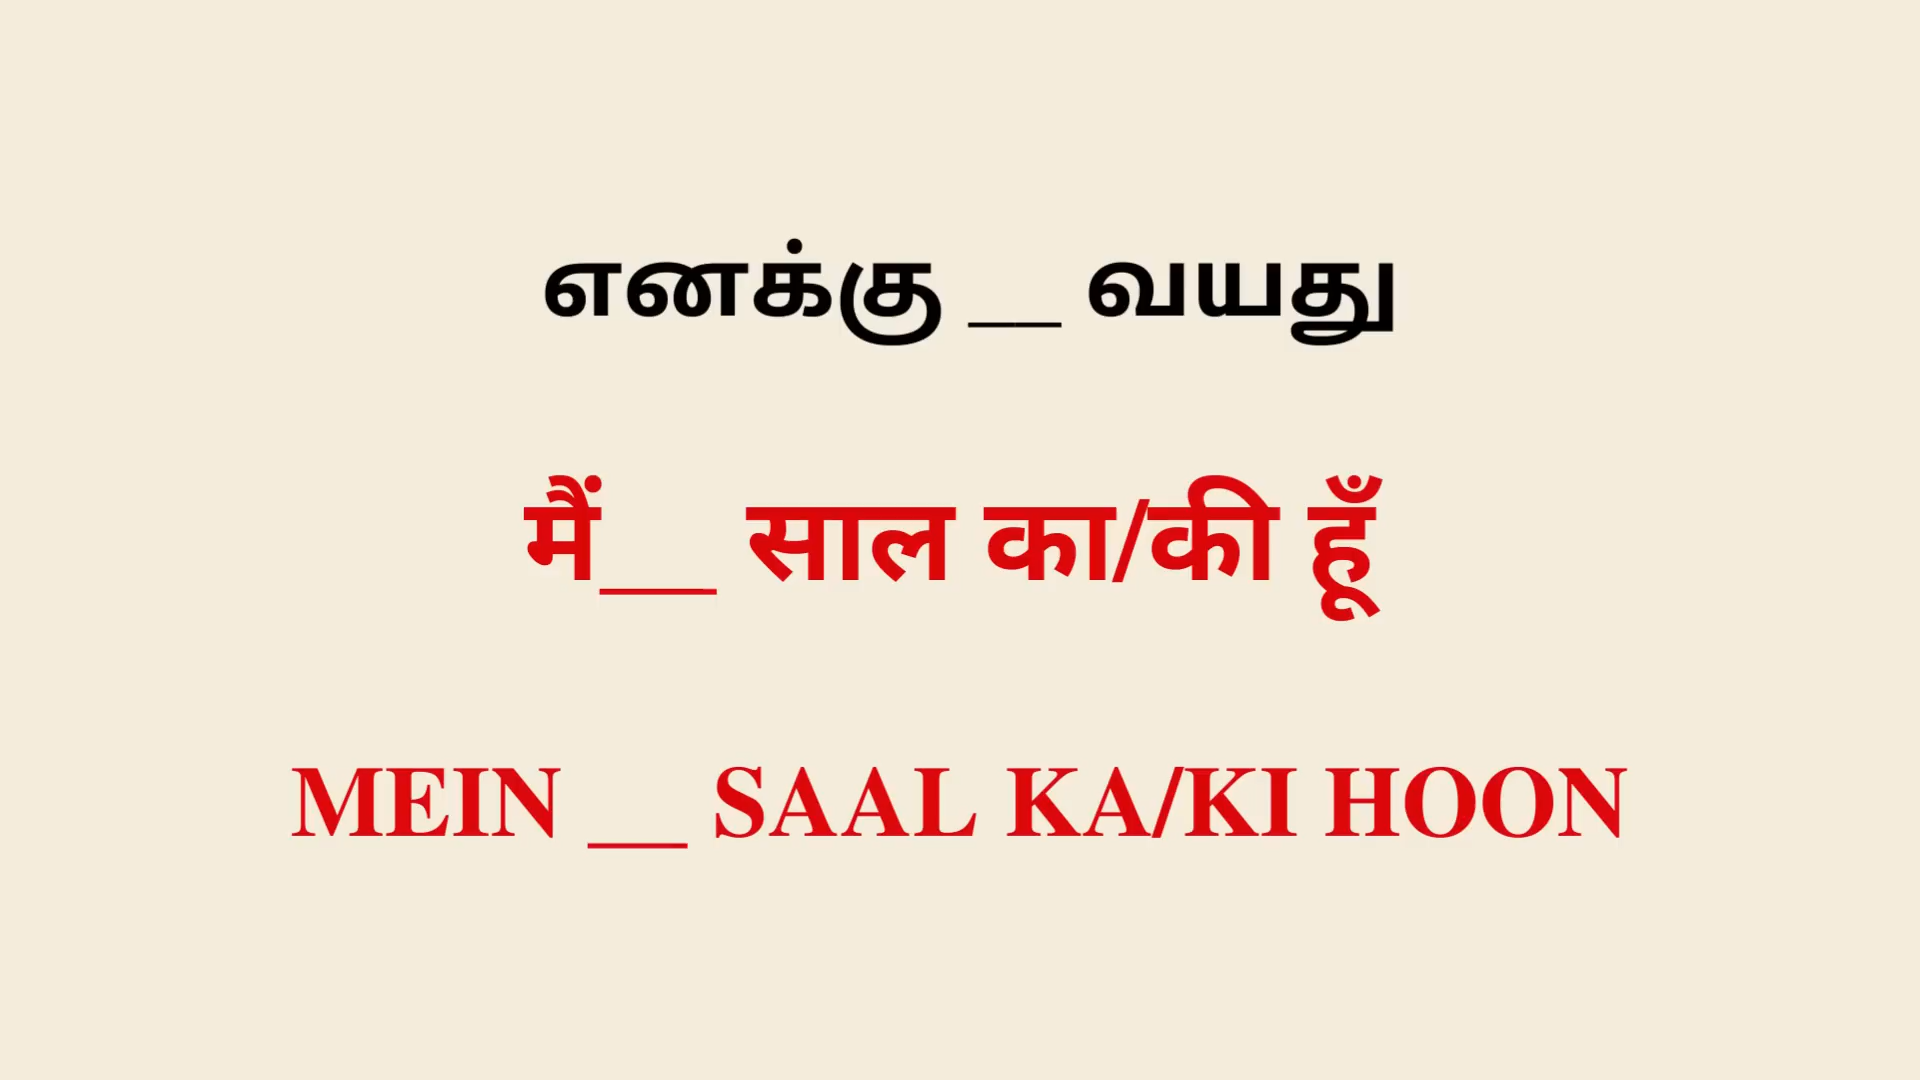 எனக்கு __ வயது
मैं__ साल का/की हूँ
MEIN __ SAAL KA/KI HOON